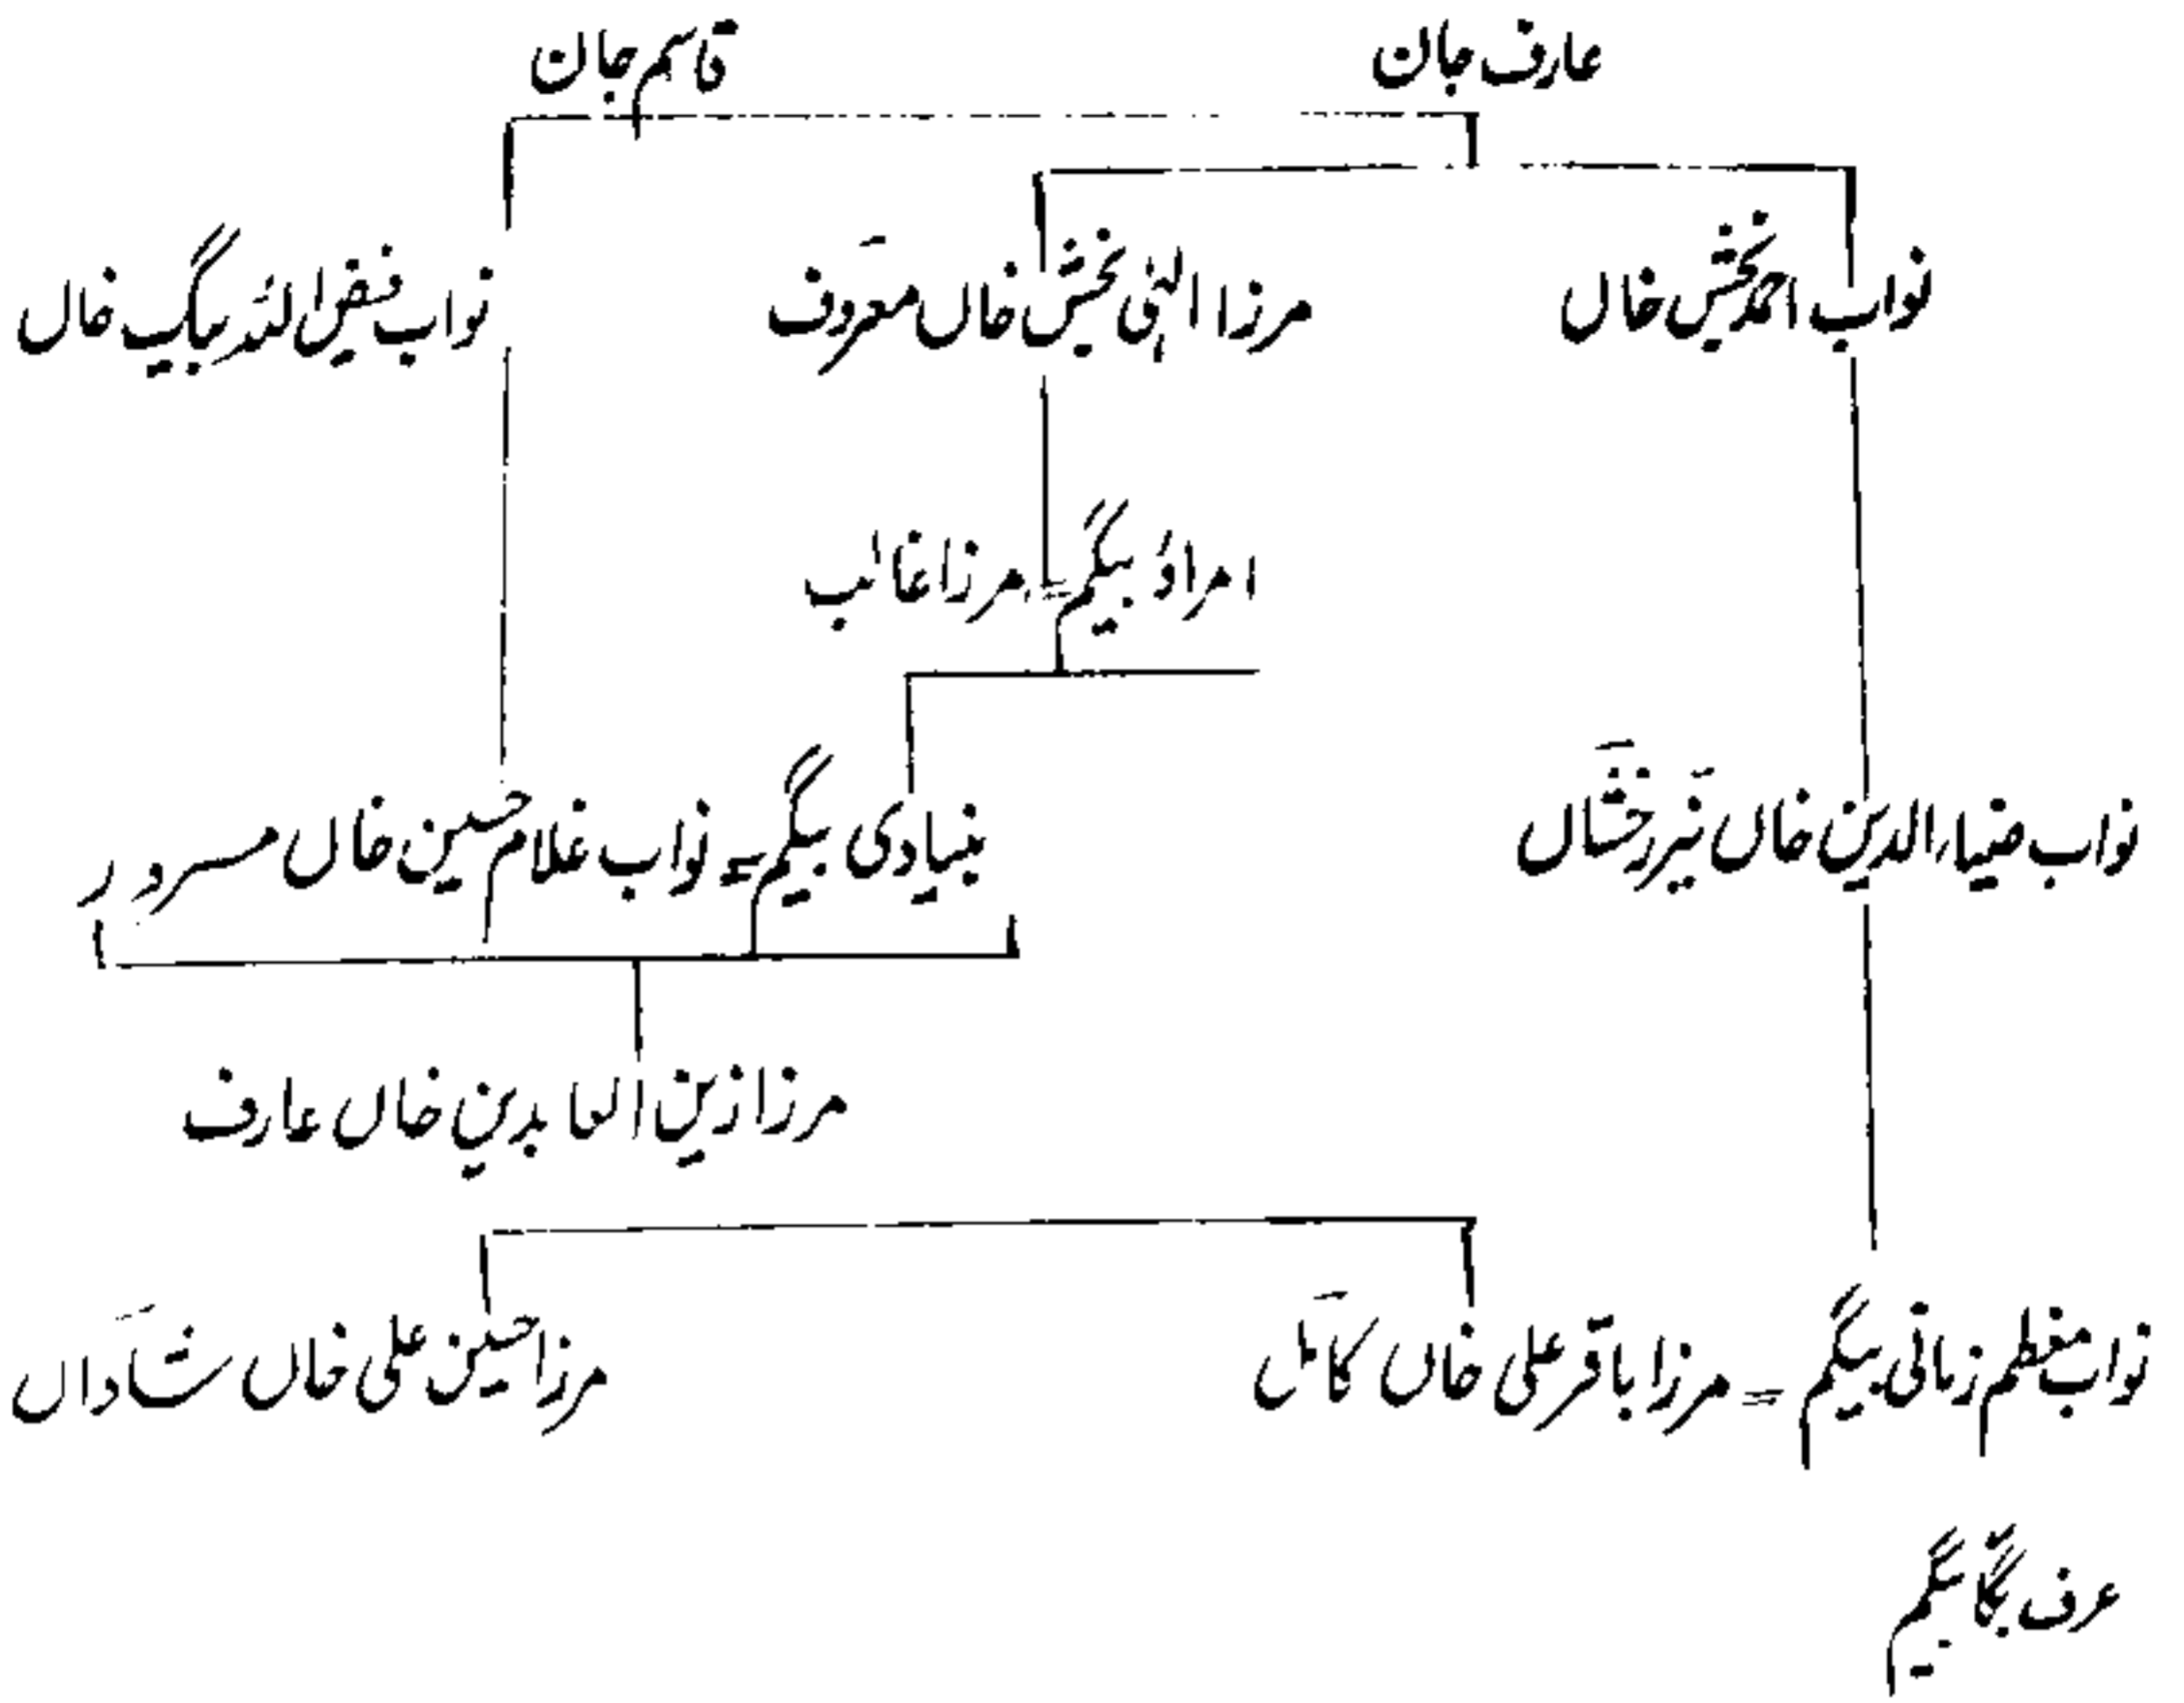 عارف جان
قاسم جان
نواب احمد بخش خاں
مرزا الٰہی بخش خاں معروف
نواب فیض اللہ بیگ خاں
امراؤ بیگم = مرزا غالب
نواب ضیاءالدین خاں نیر رخشاں
بنیادی بیگم = نواب غلام حسین خاں مسرور
مرزا زین العابدین خاں عارف
نواب معظم زمانی بیگم = مرزا باقر علی خاں کامل
مرزا حسین علی خاں شاداں
عرف بگا بیگم